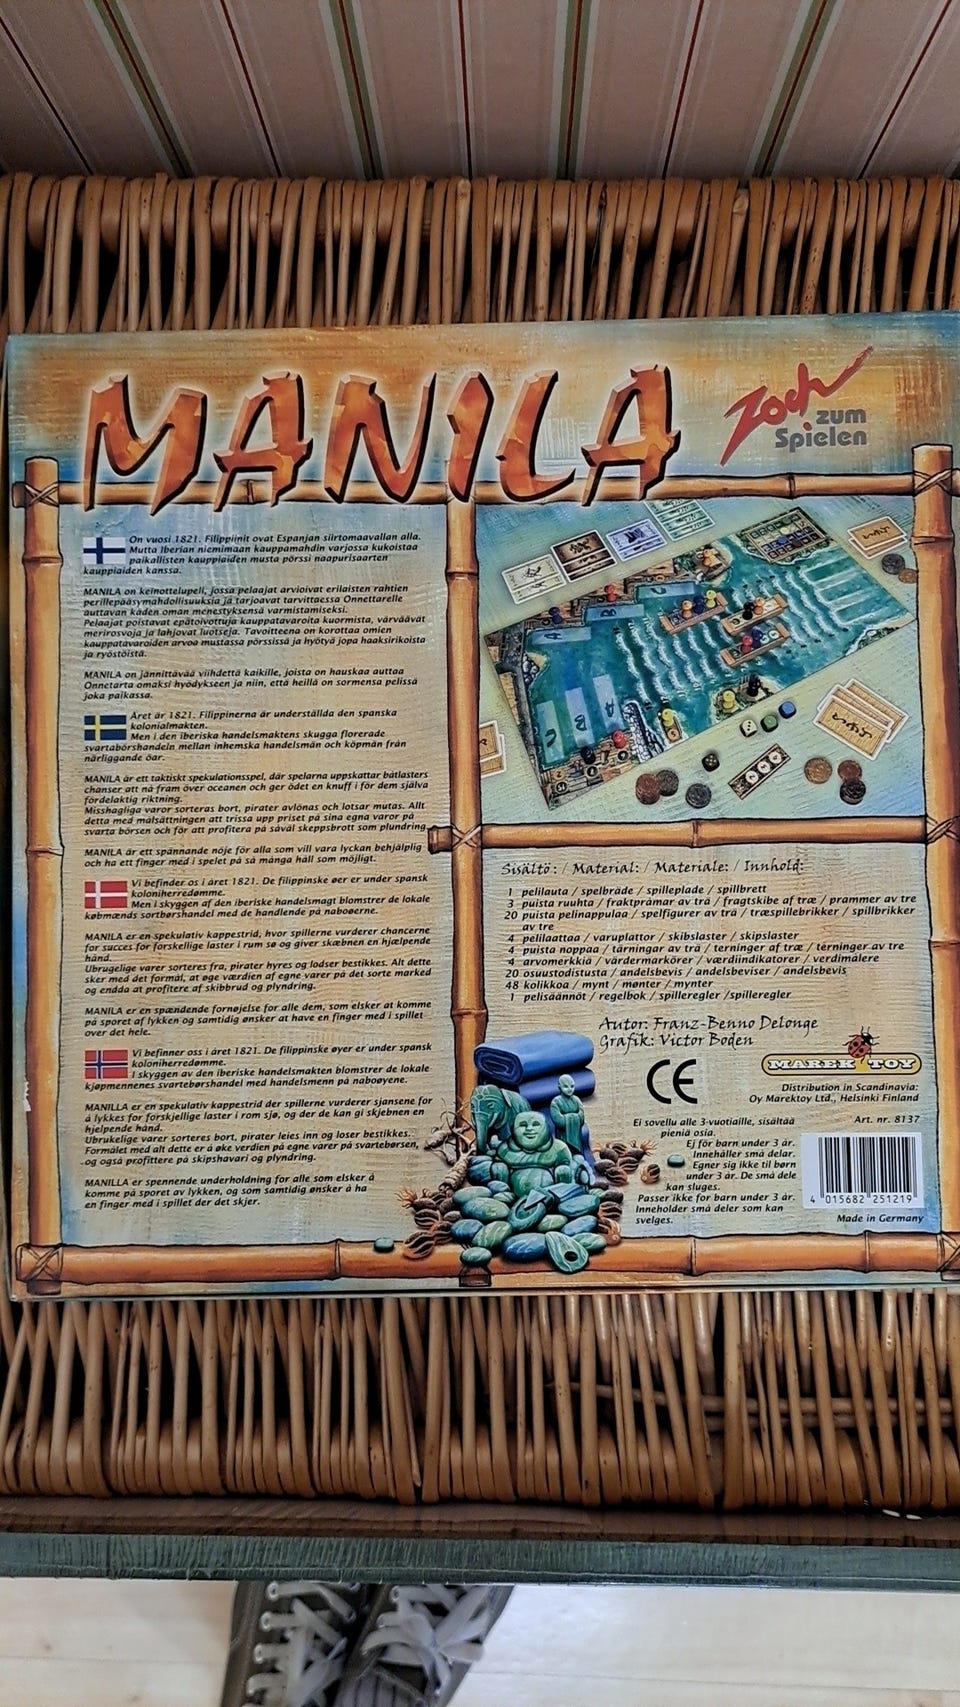 MANILA
Zoch
zum
Spielen
On vuosi 1821. Filippiinit ovat Espanjan siirtomaavallan alla.
Mutta Iberian niemimaan kauppamahdin varjossa kukoistaa
paikallisten kauppiaiden musta pörssi naapurisaarten
kauppiaiden kanssa.
MANILA on keinottelupeli, jossa pelaajat arvioivat erilaisten rahtien
perillepääsymahdollisuuksia ja tarjoavat tarvittaessa Onnettarelle
auttavan käden oman menestyksensä varmistamiseksi.
Pelaajat poistavat epätoivottuja kauppatavaroita kuormista, värväävät
merirosvoja ja lahjovat luotseja. Tavoitteena on korottaa omien
kauppatavaroiden arvoa mustassa pörssissä ja hyötyä jopa haaksirikoista
ja ryöstöistä.
MANILA on jännittävää viihdettä kaikille, joista on hauskaa auttaa
Onnetarta omaksi hyödykseen ja niin, että heillä on sormensa pelissä
joka paikassa.
Året är 1821. Filippinerna är underställda den spanska
kolonialmakten.
Men i den iberiska handelsmaktens skugga florerade
svartabörshandeln mellan inhemska handelsmän och köpmän från
närliggande öar.
MANILA är ett taktiskt spekulationsspel, där spelarna uppskattar båtlasters
chanser att nå fram över oceanen och ger ödet en knuff i för dem själva
fördelaktig riktning.
Misshagliga varor sorteras bort, pirater avlönas och lotsar mutas. Allt
detta med målsättningen att trissa upp priset på sina egna varor på
svarta börsen och för att profitera på såväl skeppsbrott som plundring.
MANILA är ett spännande nöje för alla som vill vara lyckan behjälplig
och ha ett finger med i spelet på så många håll som möjligt.
Vi befinder os i året 1821. De filippinske øer er under spansk
koloniherredømme.
Men i skyggen af den iberiske handelsmagt blomstrer de lokale
købmænds sortbørshandel med de handlende på naboøerne.
MANILA er en spekulativ kappestrid, hvor spillerne vurderer chancerne
for succes for forskellige laster i rum sø og giver skæbnen en hjælpende
hånd.
Ubrugelige varer sorteres fra, pirater hyres og lodser bestikkes. Alt dette
sker med det formål, at øge værdien af egne varer på det sorte marked
og endda at profitere af skibbrud og plyndring.
MANILA er en spændende fornøjelse for alle dem, som elsker at komme
på sporet af lykken og samtidig ønsker at have en finger med i spillet
over det hele.
Vi befinner oss i året 1821. De filippinske øyer er under spansk
koloniherredømme.
I skyggen av den iberiske handelsmakten blomstrer de lokale
kjøpmennenes svartebørshandel med handelsmenn på naboøyene.
MANILLA er en spekulativ kappestrid der spillerne vurderer sjansene for
å lykkes for forskjellige laster i rom sjø, og der de kan gi skjebnen en
hjelpende hånd.
Ubrukelige varer sorteres bort, pirater leies inn og loser bestikkes.
Formålet med alt dette er å øke verdien på egne varer på svartebørsen,
og også profittere på skipshavari og plyndring.
MANILLA er spennende underholdning for alle som elsker å
komme på sporet av lykken, og som samtidig ønsker å ha
en finger med i spillet der det skjer.
Sisältö: / Material: / Materiale: / Innhold:
1 pelilauta / spelbräde / spilleplade / spillbrett
3 puista ruuhta / fraktpråmar av trä / fragtskibe af træ / prammer av tre
20 puista pelinappulaa / spelfigurer av trä / træspillebrikker / spillbrikker
av tre
4 pelilaattaa / varuplattor / skibslaster / skipslaster
4 puista noppaa / tärningar av trä / terninger af træ / terninger av tre
4 arvomerkkiä / värdermarkörer / værdiindikatorer / verdimålere
20 osuustodistusta / andelsbevis / andelsbeviser / andelsbevis
48 kolikkoa / mynt / mønter / mynter
1 pelisäännöt / regelbok / spilleregler /spilleregler
Autor: Franz-Benno Delonge
Grafik: Victor Boden
CE
MAREK TOY
Distribution in Scandinavia:
Oy Marektoy Ltd., Helsinki Finland
Art. nr. 8137
Ei sovellu alle 3-vuotiaille, sisältää
pieniä osia.
Ej för barn under 3 år.
Innehåller små delar.
Egner sig ikke til børn
under 3 år. De små dele
kan sluges.
Passer ikke for barn under 3 år.
Inneholder små deler som kan
svelges.
4 015682 251219
Made in Germany